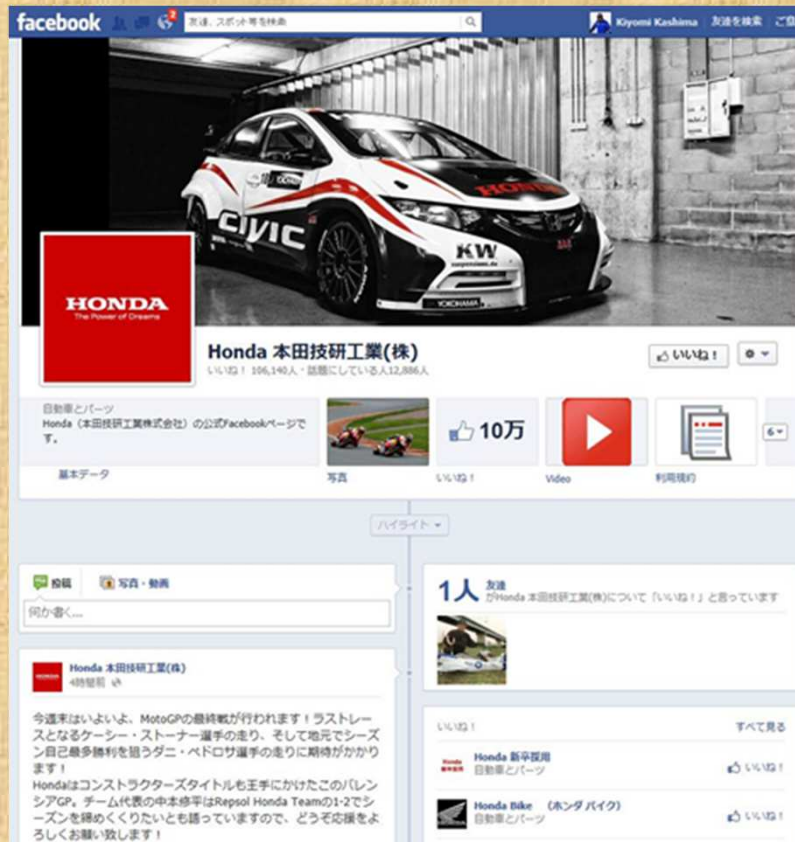 facebook
2
友達、スポット等を検索
Kiyomi Kashima
友達を検索
CIVIC
HONDA
KW
YOKOHAMA
HONDA
The Power of Dreams
Honda 本田技研工業(株)
いいね！ 106,140人・話題にしている人12,886人
いいね！
自動車とパーツ
Honda（本田技研工業株式会社）の公式Facebookページで
す。
基本データ
写真
10万
いいね！
Video
利用規約
6
ハイライト
投稿
写真・動画
何か書く...
Honda 本田技研工業(株)
4時間前
今週末はいよいよ、MotoGPの最終戦が行われます！ラストレー
スとなるケーシー・ストーナー選手の走り、そして地元でシーズ
ン自己最多勝利を狙うダニ・ペドロサ選手の走りに期待がかかり
ます！
Hondaはコンストラクターズタイトルも王手にかけたこのバレン
シアGP。チーム代表の中本修平はRepsol Honda Teamの1-2でシ
ーズンを締めくくりたいとも語っていますので、どうぞ応援をよ
ろしくお願い致します！
1人 友達
がHonda 本田技研工業(株)について「いいね！」と言っています
いいね！
すべて見る
Honda 新卒採用
自動車とパーツ
いいね！
Honda Bike （ホンダ バイク）
自動車とパーツ
いいね！